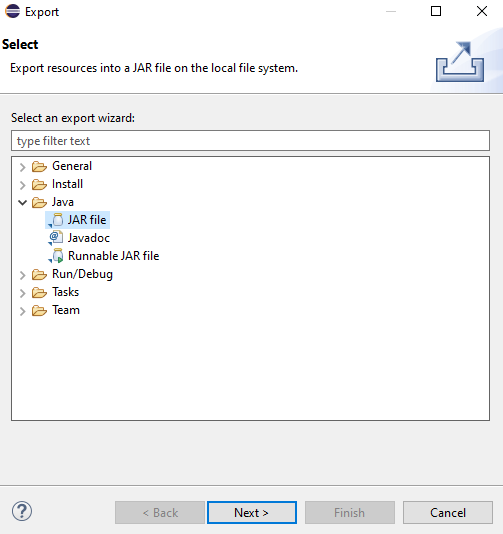 Export
Select
Export resources into a JAR file on the local file system.
Select an export wizard:
type filter text
General
Install
Java
JAR file
Javadoc
Runnable JAR file
Run/Debug
Tasks
Team
?
< Back
Next >
Finish
Cancel